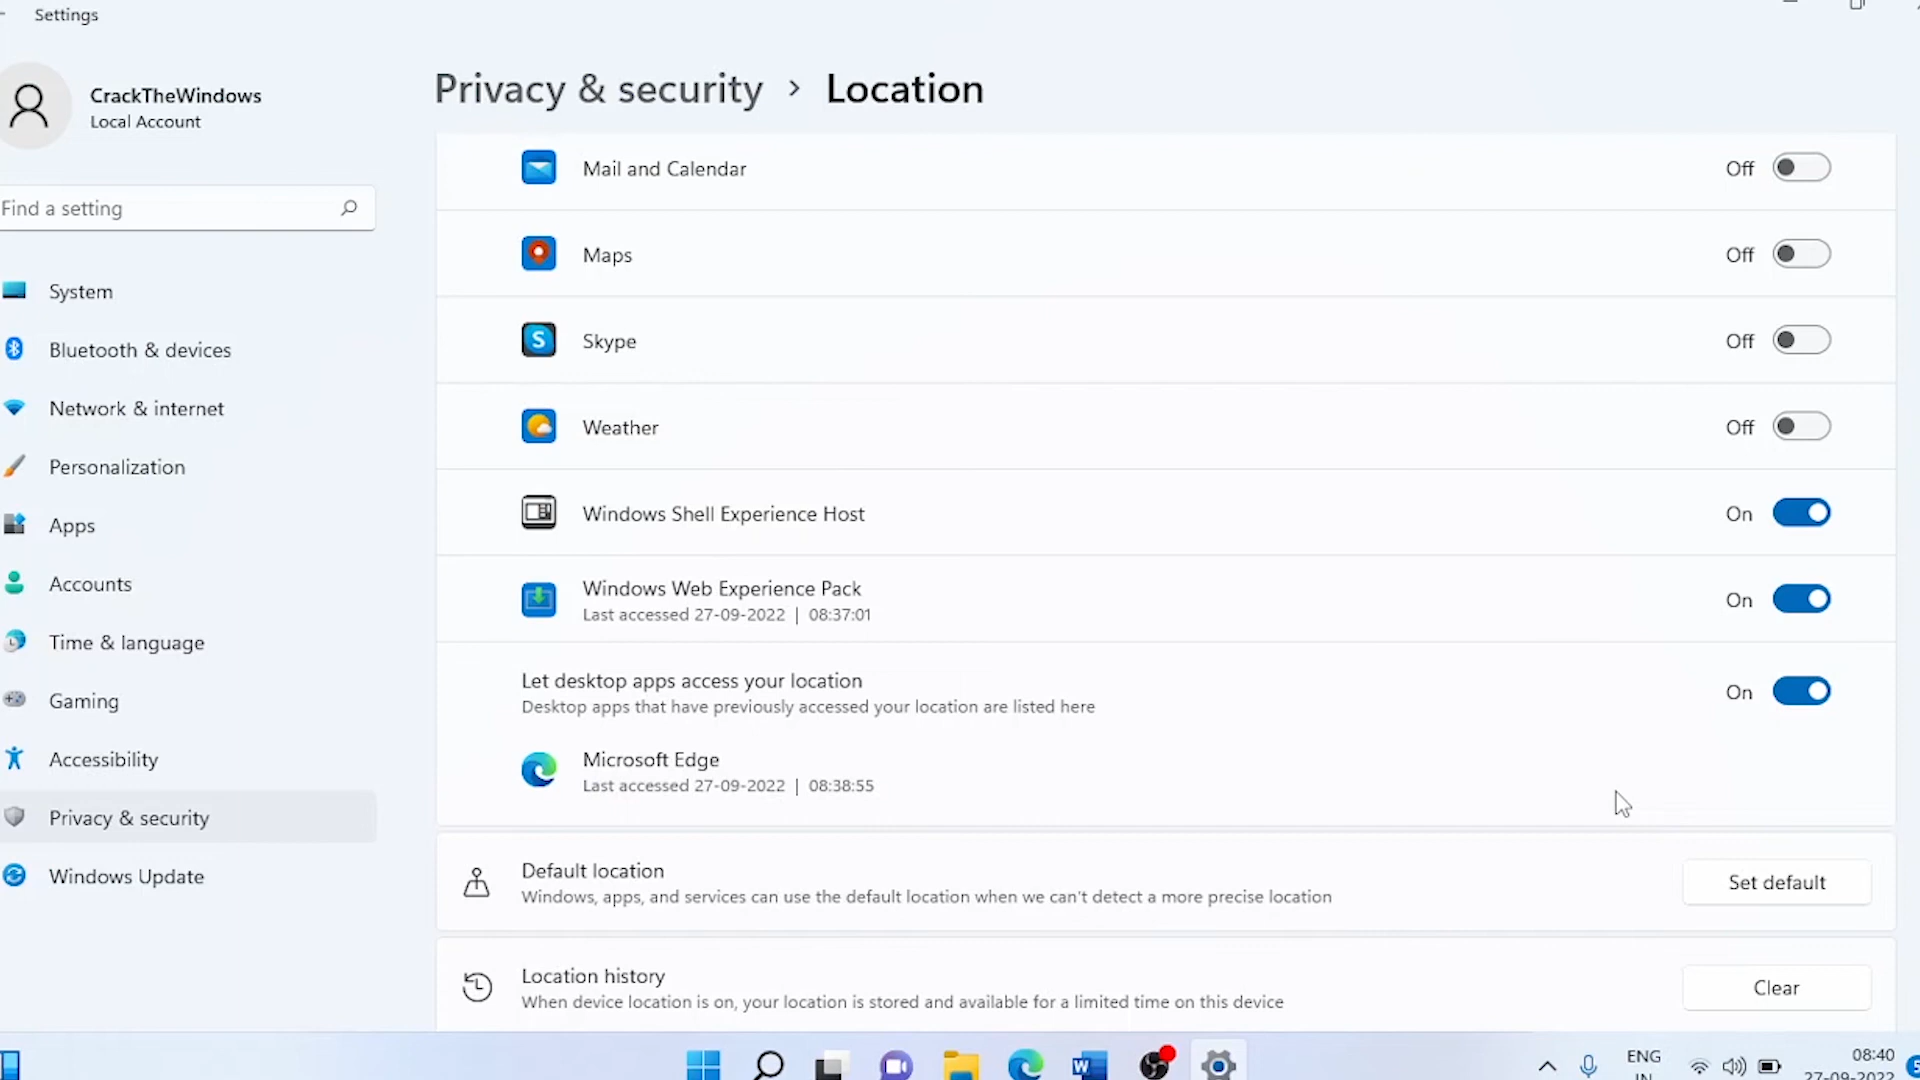 Settings
CrackTheWindows
Local Account
Find a setting
System
Bluetooth & devices
Network & internet
Personalization
Apps
Accounts
Time & language
Gaming
Accessibility
Privacy & security
Windows Update
Privacy & security > Location
Mail and Calendar Off
Maps Off
Skype Off
Weather Off
Windows Shell Experience Host On
Windows Web Experience Pack On
Last accessed 27-09-2022 | 08:37:01
Let desktop apps access your location On
Desktop apps that have previously accessed your location are listed here
Microsoft Edge
Last accessed 27-09-2022 | 08:38:55
Default location
Windows, apps, and services can use the default location when we can't detect a more precise location
Set default
Location history
When device location is on, your location is stored and available for a limited time on this device
Clear
ENG
IN
08:40
27-09-2022
5